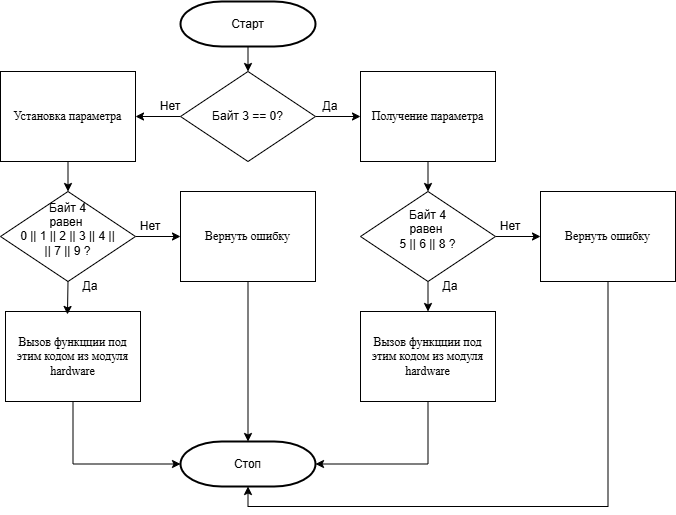 Старт
Нет
Байт 3 == 0?
Да
Установка параметра
Получение параметра
Байт 4
равен
0 || 1 || 2 || 3 || 4 ||
|| 7 || 9 ?
Нет
Вернуть ошибку
Байт 4
равен
5 || 6 || 8 ?
Нет
Вернуть ошибку
Да
Да
Вызов функцции под
этим кодом из модуля
hardware
Вызов функцции под
этим кодом из модуля
hardware
Стоп